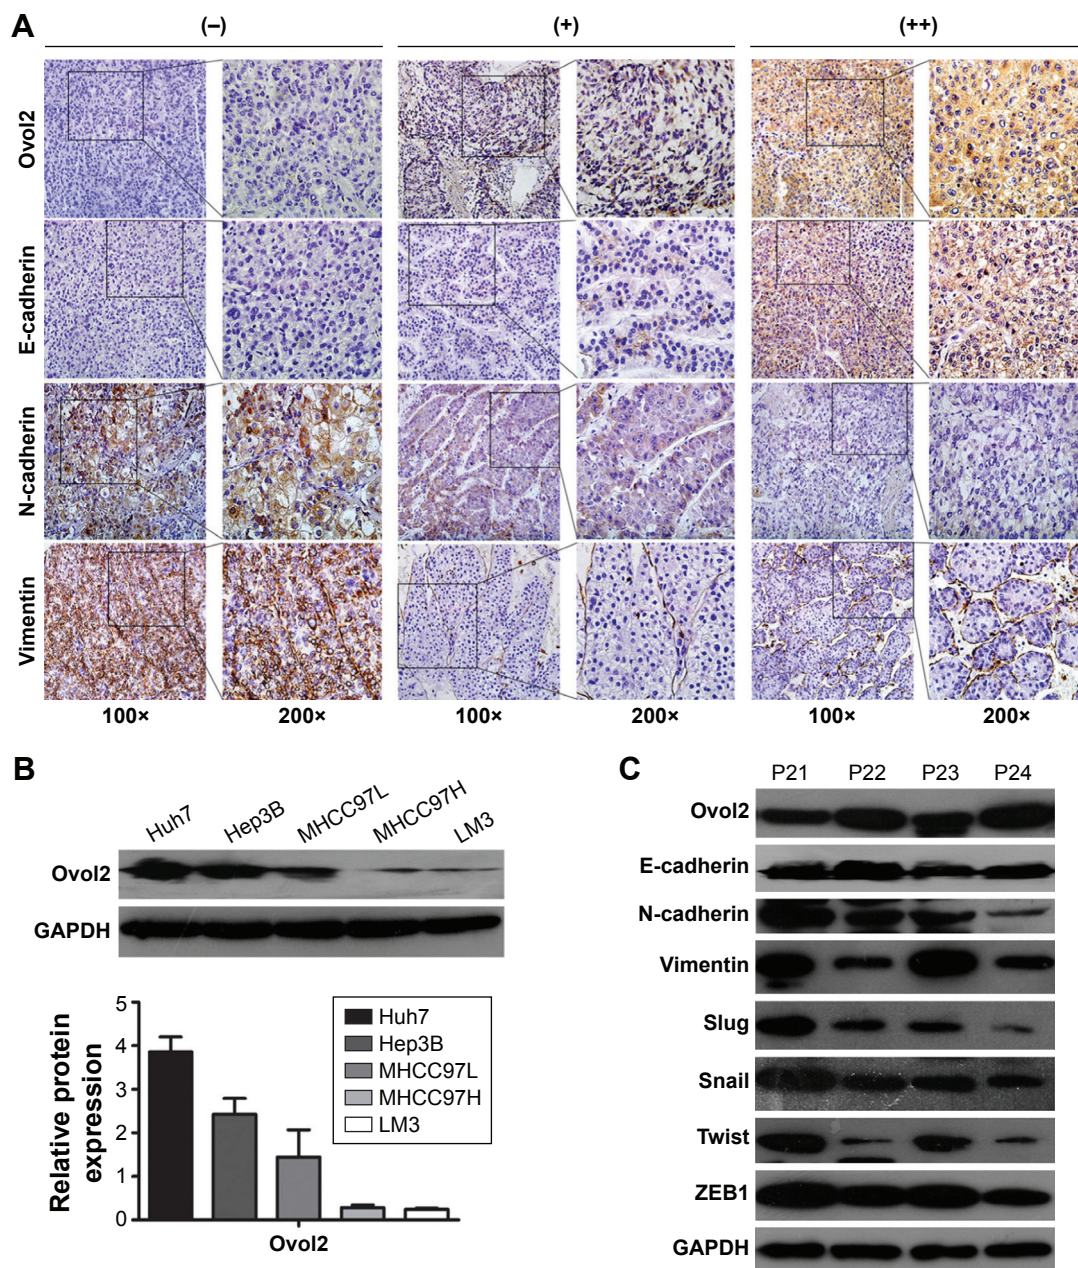 A
(–) (+) (++)
Ovol2
E-cadherin
N-cadherin
Vimentin
100× 200× 100× 200× 100× 200×
B
Huh7 Hep3B MHCC97L MHCC97H LM3
Ovol2
GAPDH
Relative protein
expression
5
4
3
2
1
0
Huh7
Hep3B
MHCC97L
MHCC97H
LM3
Ovol2
C
P21 P22 P23 P24
Ovol2
E-cadherin
N-cadherin
Vimentin
Slug
Snail
Twist
ZEB1
GAPDH